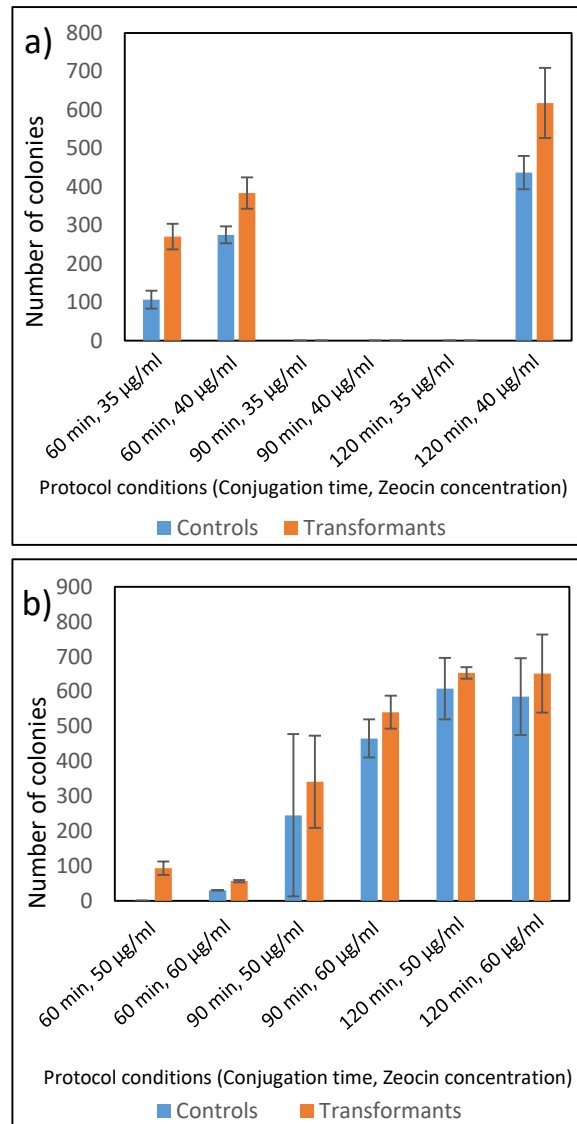 a)
800
700
600
500
400
300
200
100
0
Number of colonies
60 min, 35 µg/ml
60 min, 40 µg/ml
90 min, 35 µg/ml
90 min, 40 µg/ml
120 min, 35 µg/ml
120 min, 40 µg/ml
Protocol conditions (Conjugation time, Zeocin concentration)
Controls Transformants
b)
900
800
700
600
500
400
300
200
100
0
Number of colonies
60 min, 50 µg/ml
60 min, 60 µg/ml
90 min, 50 µg/ml
90 min, 60 µg/ml
120 min, 50 µg/ml
120 min, 60 µg/ml
Protocol conditions (Conjugation time, Zeocin concentration)
Controls Transformants